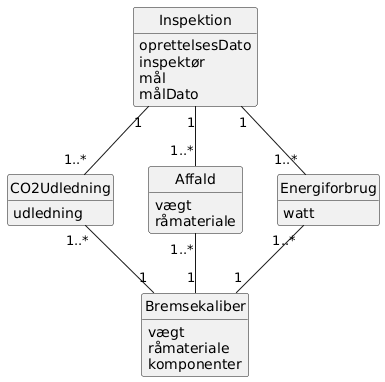 Inspektion
oprettelsesDato
inspektør
mål
målDato
1
1
1
1..*
1..*
1..*
CO2Udledning
udledning
Affald
vægt
råmateriale
Energiforbrug
watt
1..*
1..*
1..*
1
1
1
Bremsekaliber
vægt
råmateriale
komponenter